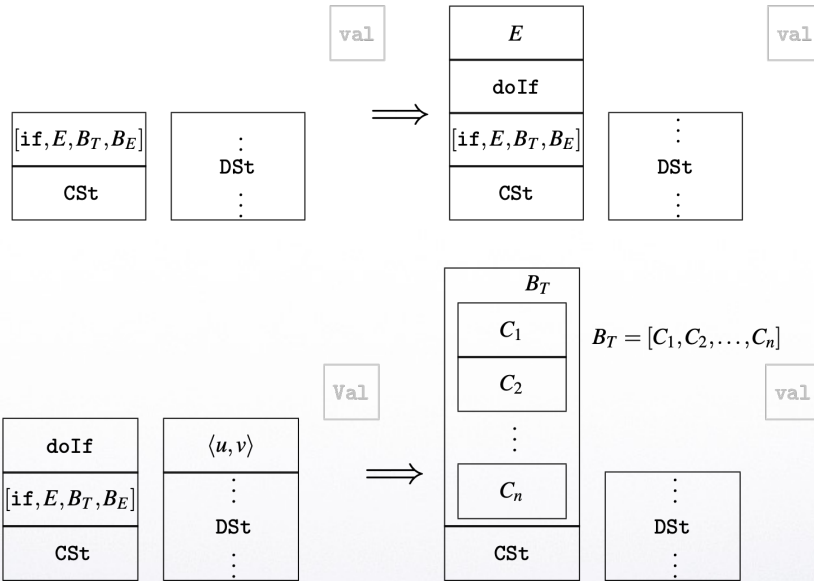 val
val
E
doIf
[if, E, B_T, B_E]
⋮
DSt
⋮
⟹
[if, E, B_T, B_E]
⋮
DSt
⋮
CSt
CSt
B_T
C_1
B_T = [C_1, C_2, …, C_n]
Val
C_2
val
doIf
⟨u, v⟩
⋮
⟹
[if, E, B_T, B_E]
⋮
DSt
⋮
C_n
⋮
DSt
⋮
CSt
CSt